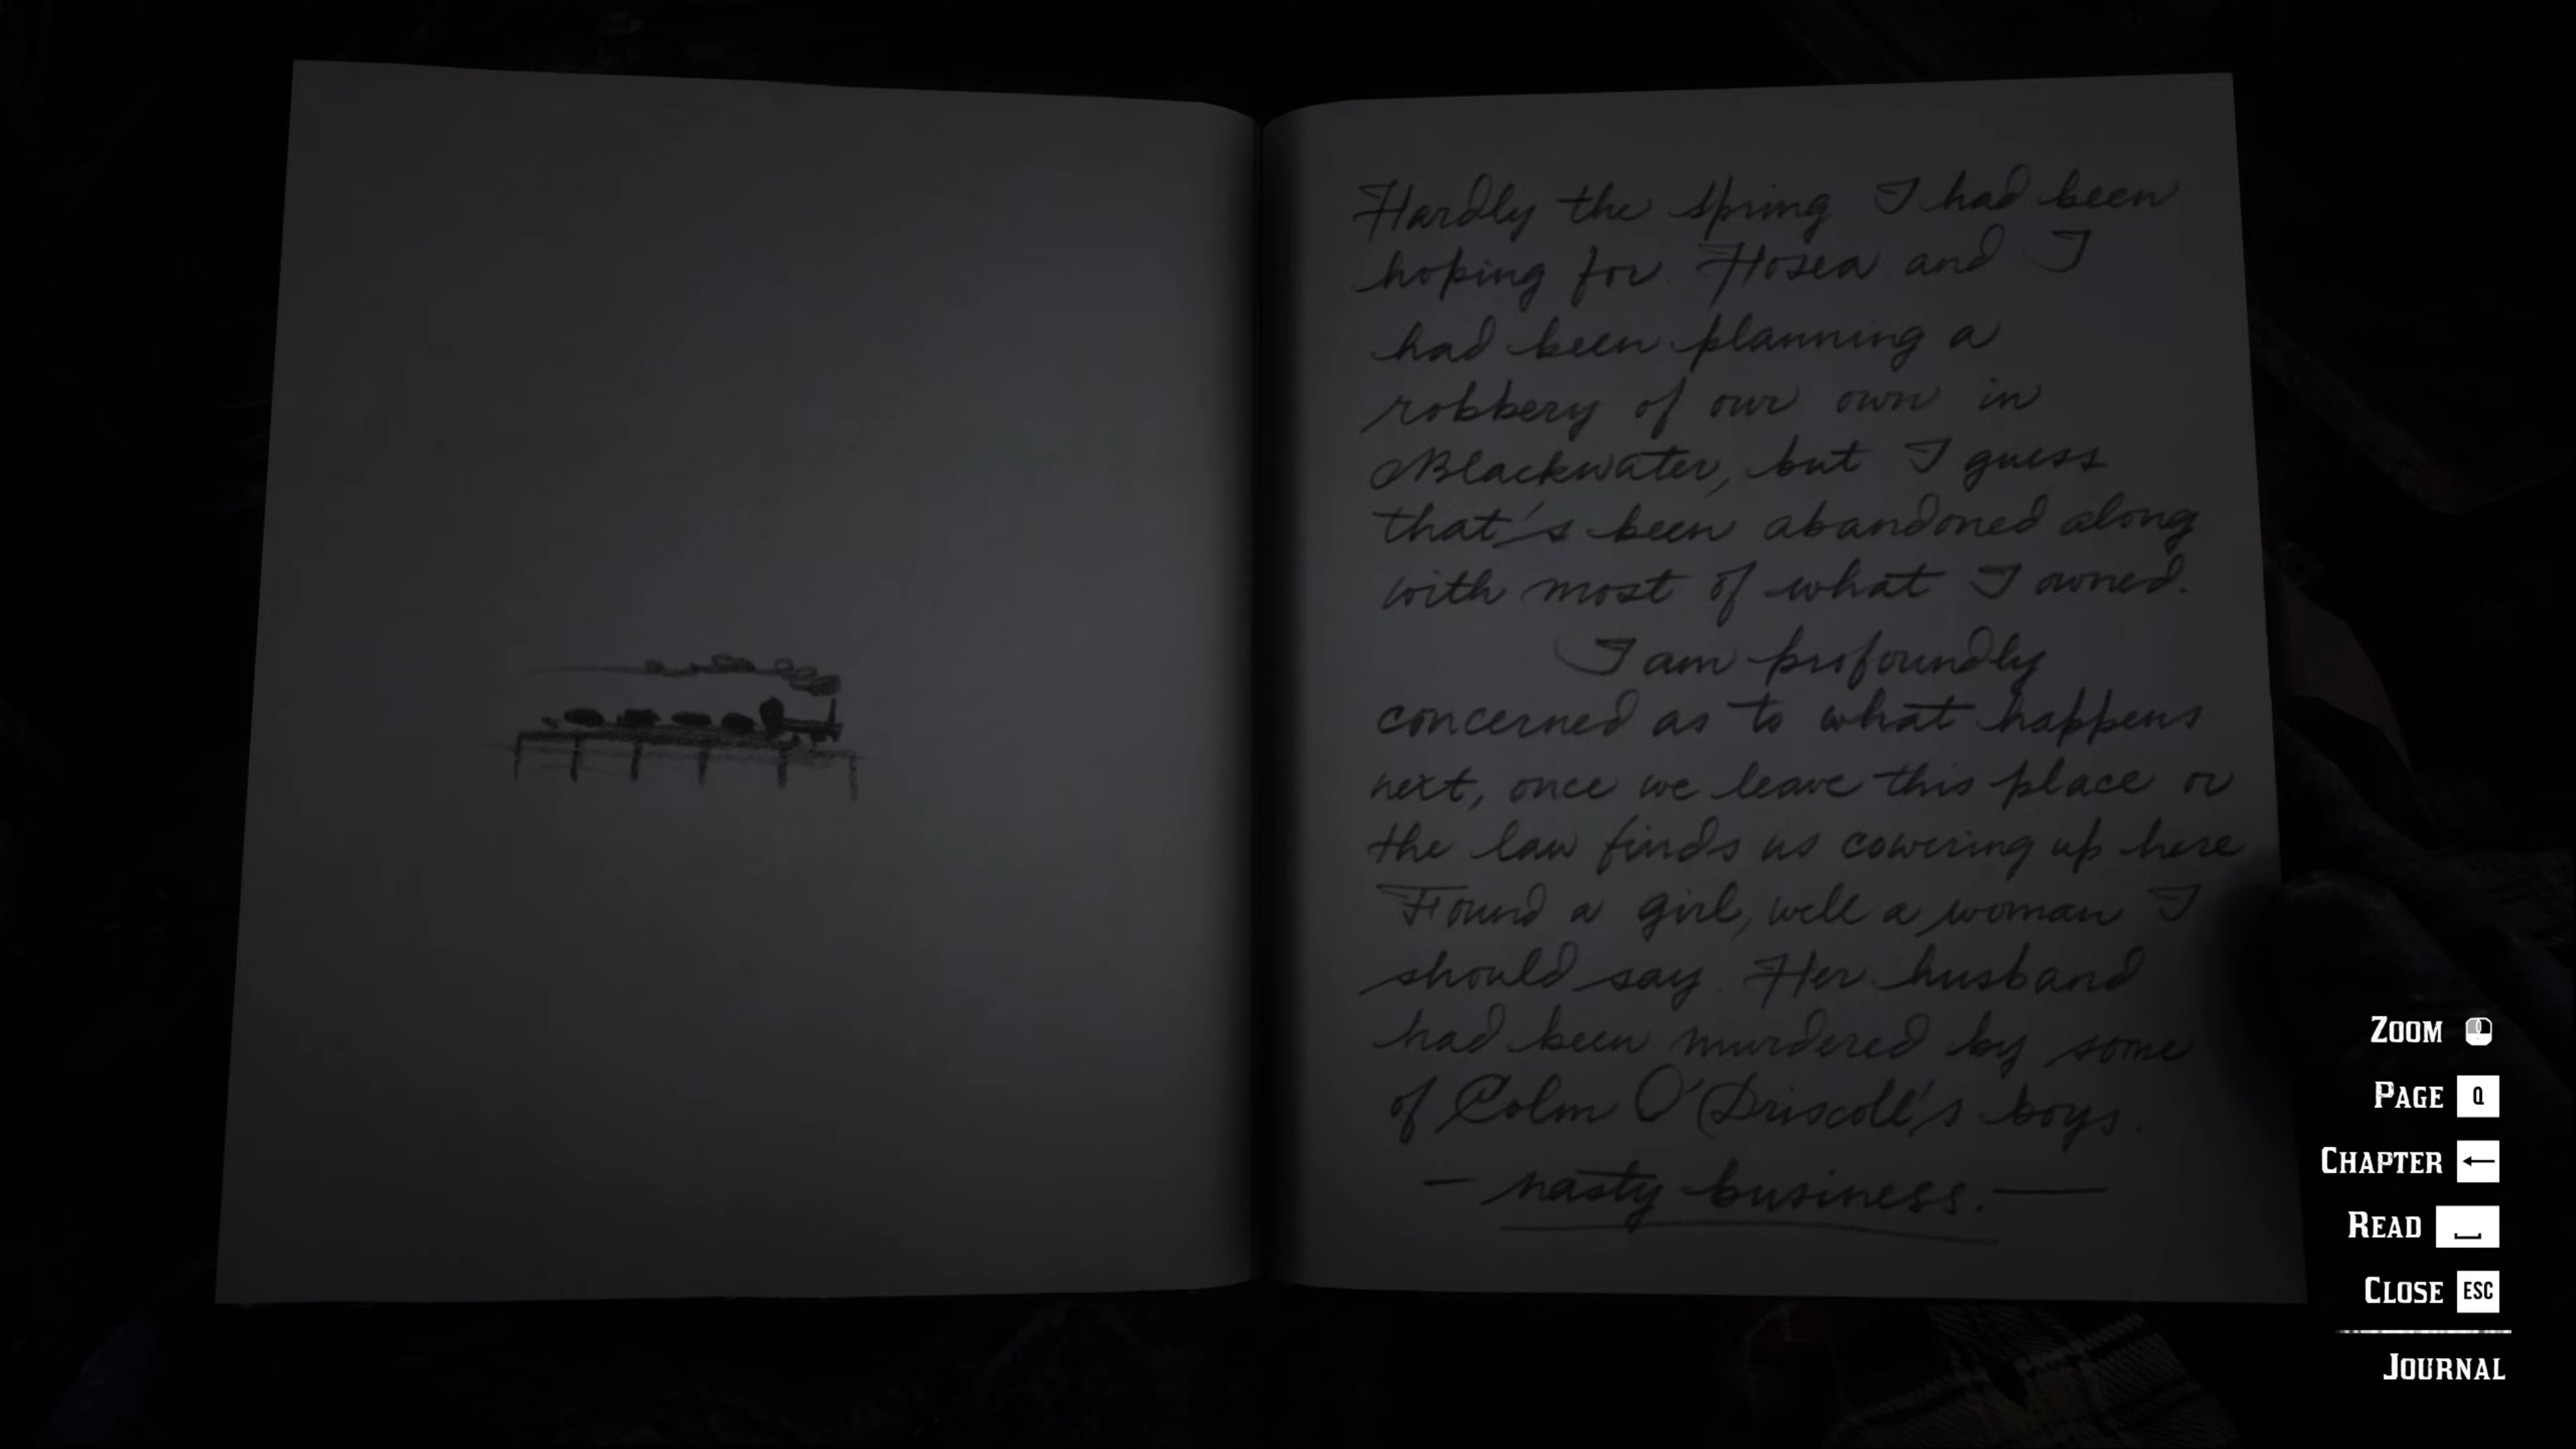 Hardly the Spring I had been
hoping for. Hosea and I
had been planning a
robbery of our own in
Blackwater, but I guess
that's been abandoned along
with most of what I owned.
I am profoundly
concerned as to what happens
next, once we leave this place or
the law finds us cowering up here
Found a girl, well a woman I
should say. Her husband
had been murdered by some
of Colm O'Driscoll's boys.
— nasty business. —
ZOOM
PAGE Q
CHAPTER ←
READ
CLOSE ESC
JOURNAL